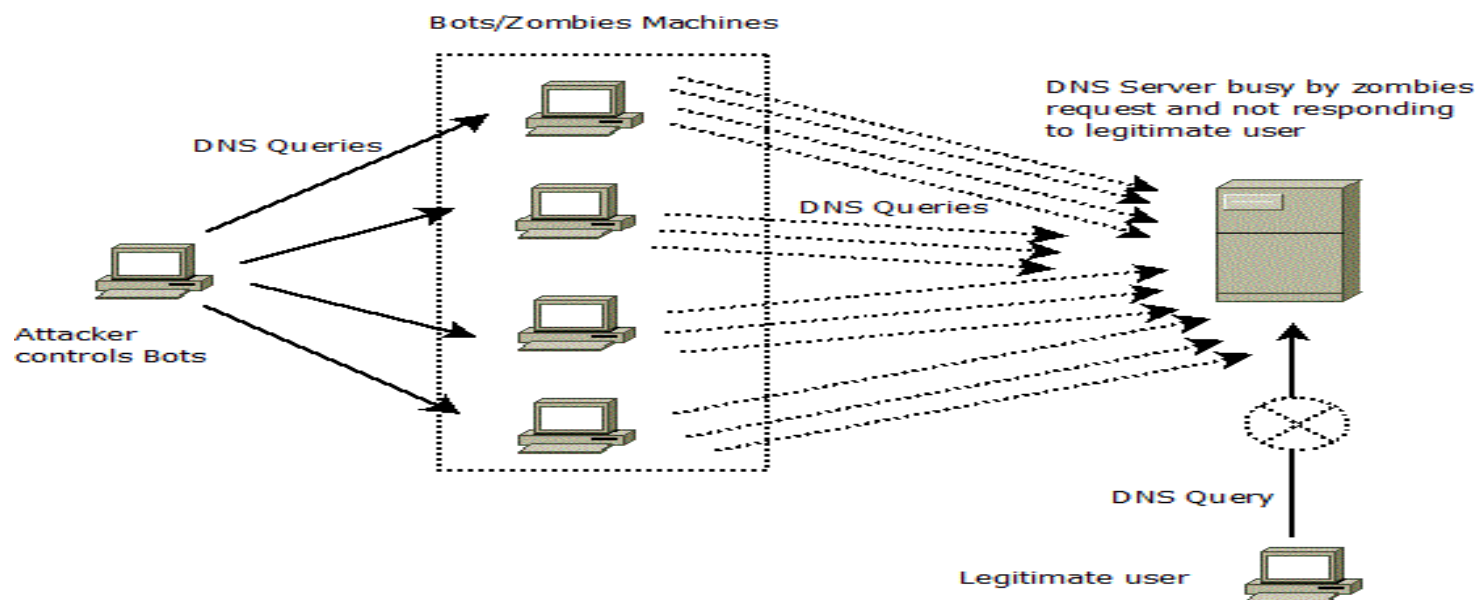 Bots/Zombies Machines
DNS Server busy by zombies
request and not responding
to legitimate user
DNS Queries
DNS Queries
Attacker
controls Bots
DNS Query
Legitimate user